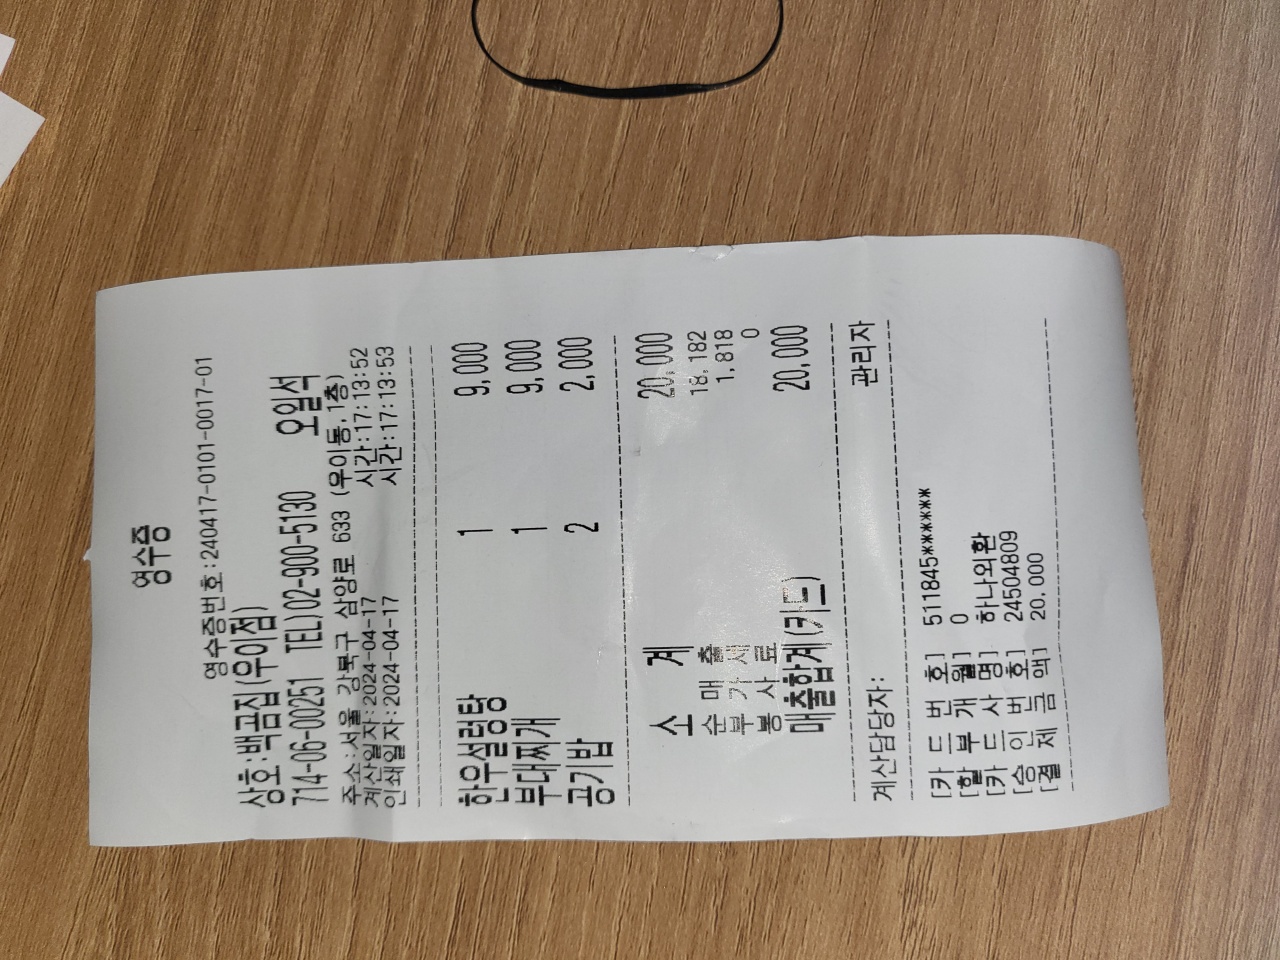 영수증
영수증번호:240417-0101-0017-01
상호:백곰집(우이점)
714-06-00251 TEL)02-900-5130 오일석
주소:서울 강북구 삼양로 633 (우이동,1층)
계산일자:2024-04-17 시간:17:13:52
인쇄일자:2024-04-17 시간:17:13:53
한우설렁탕 1 9,000
부대찌개 1 9,000
공기밥 2 2,000
소 계 20,000
순 매 출 18,182
부 가 세 1,818
봉 사 료 0
매출합계(카드) 20,000
계산담당자: 관리자
[카 드 번 호] 511845******
[할 부 개 월] 0
[카 드 사 명] 하나외환
[승 인 번 호] 24504809
[결 제 금 액] 20,000